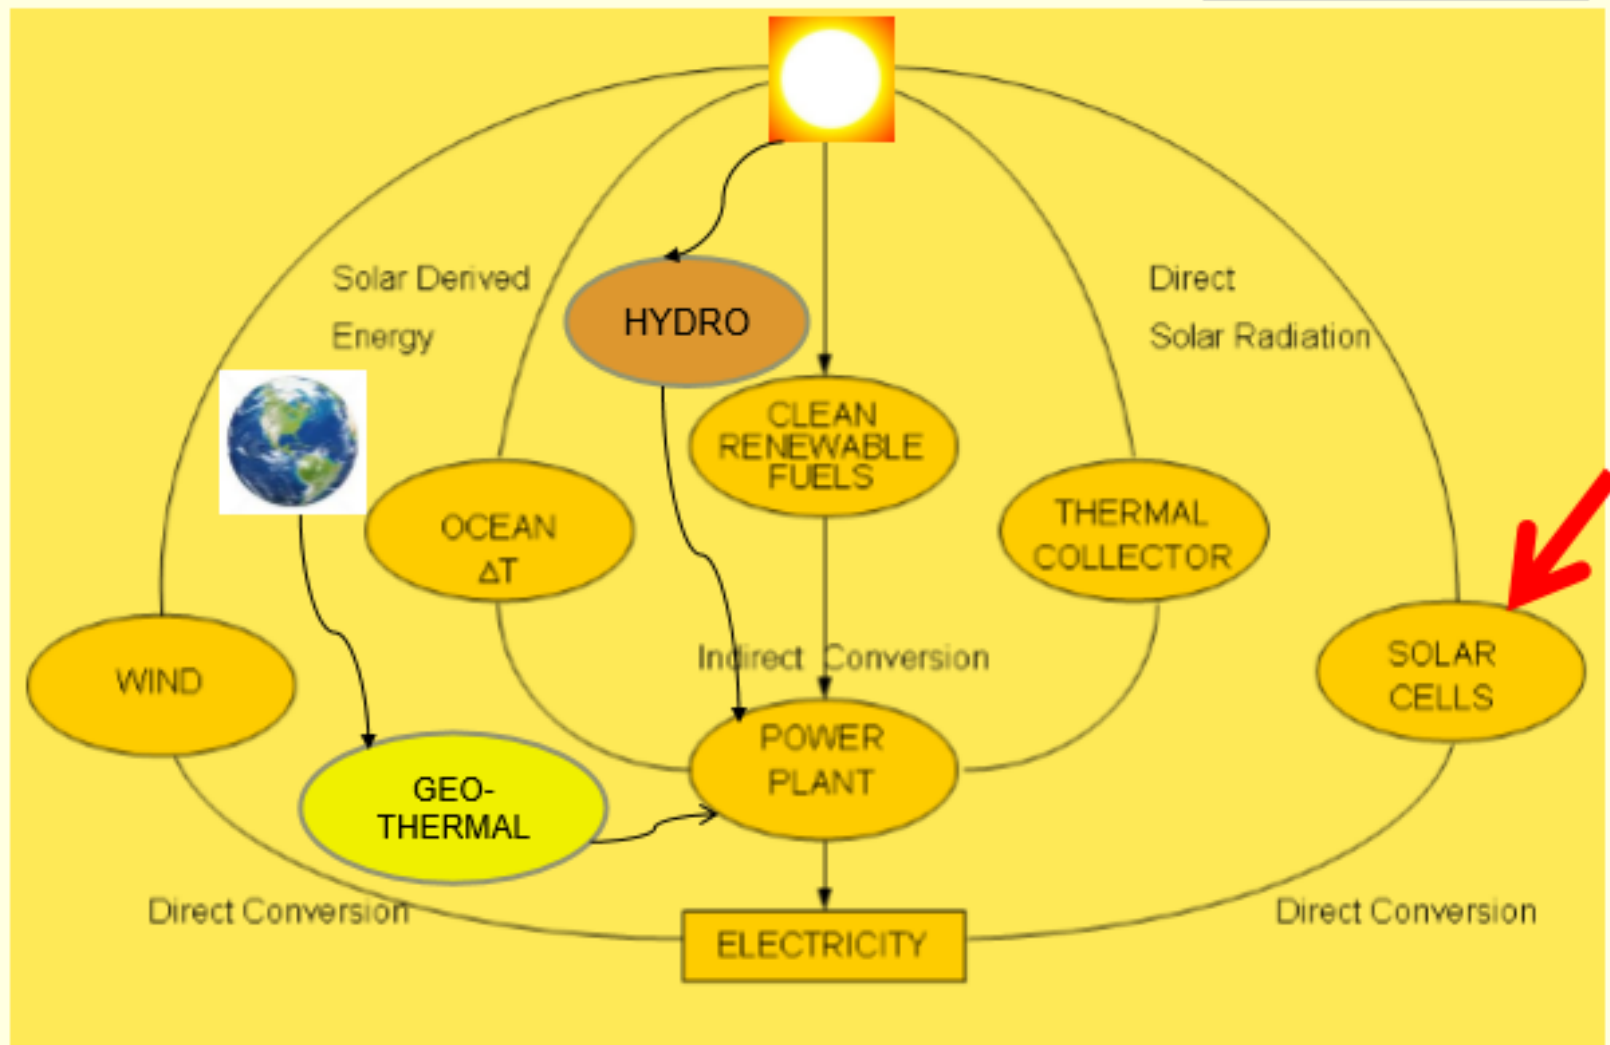 Solar Derived
Energy
Direct
Solar Radiation
HYDRO
CLEAN
RENEWABLE
FUELS
OCEAN
ΔT
THERMAL
COLLECTOR
WIND
Indirect Conversion
SOLAR
CELLS
POWER
PLANT
GEO-
THERMAL
Direct Conversion
Direct Conversion
ELECTRICITY